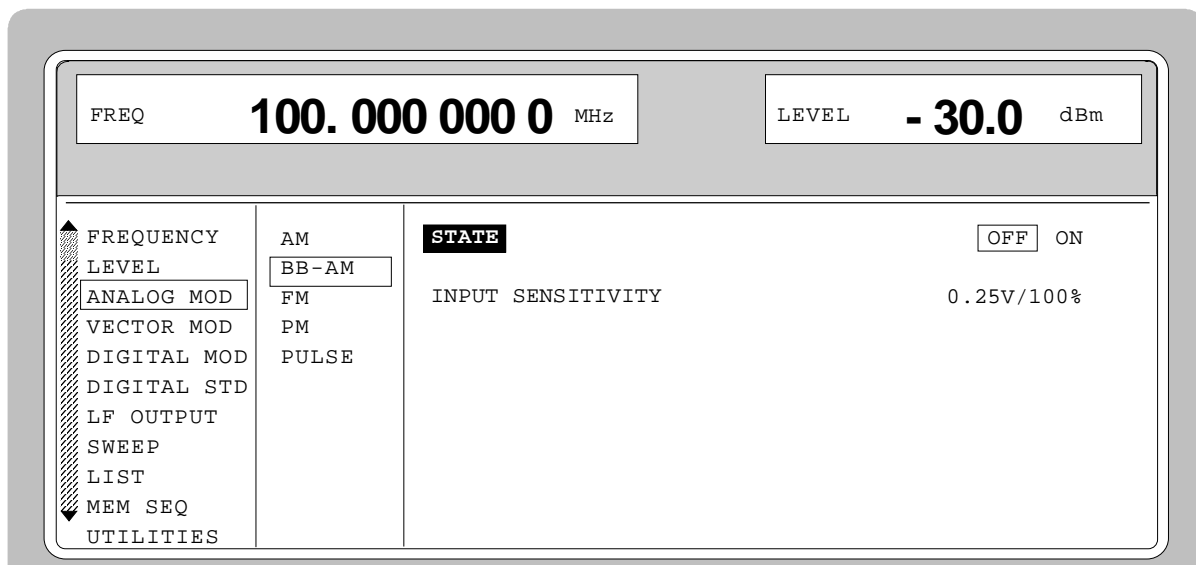 FREQ 100. 000 000 0 MHz LEVEL - 30.0 dBm
FREQUENCY
LEVEL
ANALOG MOD
VECTOR MOD
DIGITAL MOD
DIGITAL STD
LF OUTPUT
SWEEP
LIST
MEM SEQ
UTILITIES
AM
BB-AM
FM
PM
PULSE
STATE OFF ON
INPUT SENSITIVITY 0.25V/100%